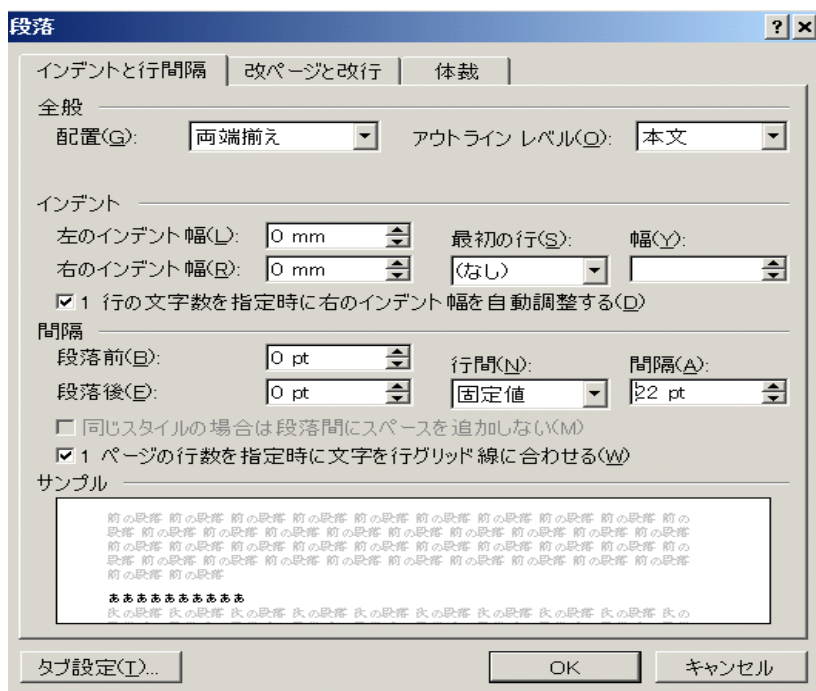 段落
インデントと行間隔 改ページと改行 体裁
全般
配置(G): 両端揃え アウトライン レベル(O): 本文
インデント
左のインデント幅(L): 0 mm 最初の行(S): 幅(Y):
右のインデント幅(R): 0 mm (なし)
1 行の文字数を指定時に右のインデント幅を自動調整する(D)
間隔
段落前(B): 0 pt 行間(N): 間隔(A):
段落後(E): 0 pt 固定値 22 pt
同じスタイルの場合は段落間にスペースを追加しない(M)
1 ページの行数を指定時に文字を行グリッド線に合わせる(W)
サンプル
前の段落 前の段落 前の段落 前の段落 前の段落 前の段落 前の段落 前の段落 前の段落 前の
段落 前の段落 前の段落 前の段落 前の段落 前の段落 前の段落 前の段落 前の段落 前の段落
前の段落 前の段落 前の段落 前の段落 前の段落 前の段落 前の段落 前の段落 前の段落 前の
段落 前の段落 前の段落 前の段落 前の段落 前の段落 前の段落 前の段落 前の段落 前の段落
前の段落 前の段落
ああああああああああ
次の段落 次の段落 次の段落 次の段落 次の段落 次の段落 次の段落 次の段落 次の段落 次の
タブ設定(T)... OK キャンセル